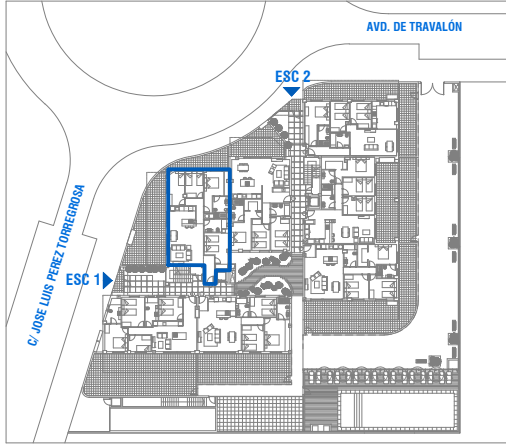 AVD. DE TRAVALÓN
ESC 2
C/ JOSE LUIS PEREZ TORREGROSA
ESC 1